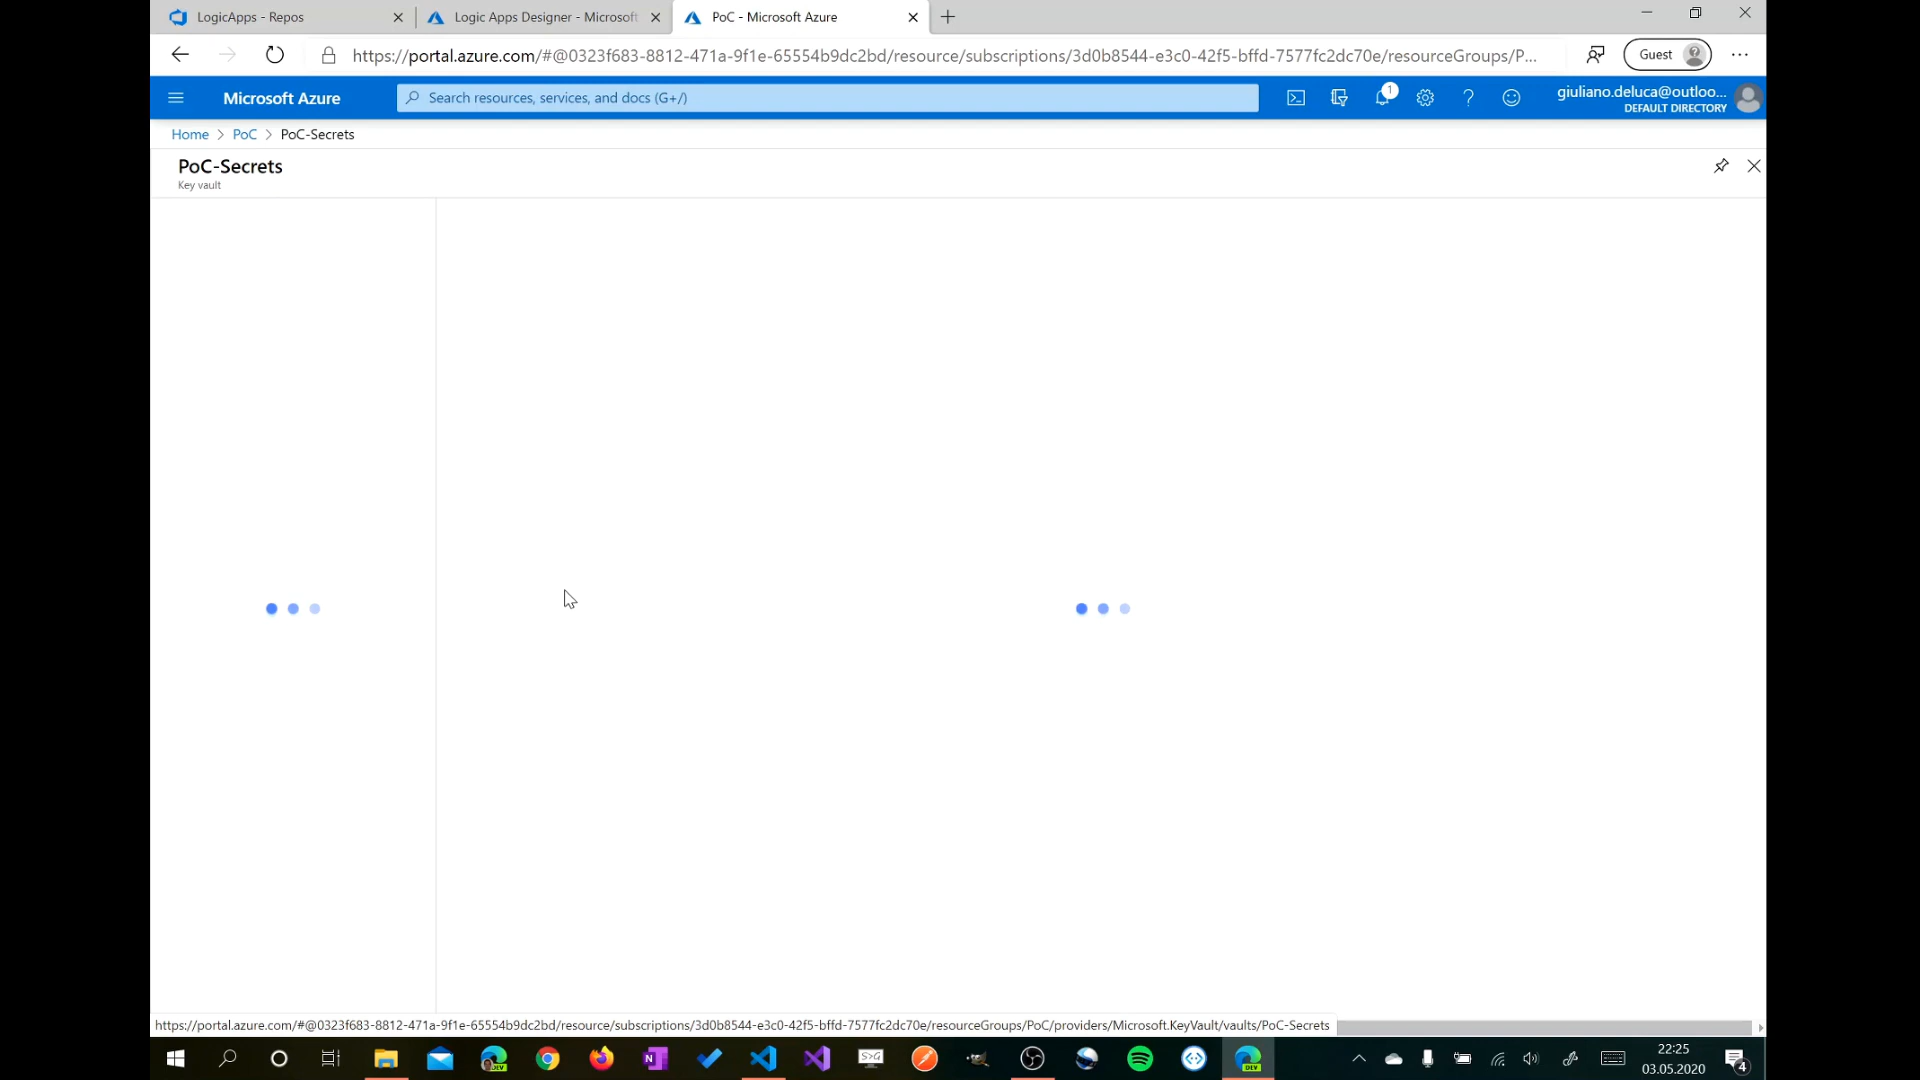 LogicApps - Repos
Logic Apps Designer - Microsoft
PoC - Microsoft Azure
https://portal.azure.com/#@0323f683-8812-471a-9f1e-65554b9dc2bd/resource/subscriptions/3d0b8544-e3c0-42f5-bffd-7577fc2dc70e/resourceGroups/P...
Guest
Microsoft Azure
Search resources, services, and docs (G+/)
1
giuliano.deluca@outloo...
DEFAULT DIRECTORY
Home > PoC > PoC-Secrets
PoC-Secrets
Key vault
https://portal.azure.com/#@0323f683-8812-471a-9f1e-65554b9dc2bd/resource/subscriptions/3d0b8544-e3c0-42f5-bffd-7577fc2dc70e/resourceGroups/PoC/providers/Microsoft.KeyVault/vaults/PoC-Secrets
DEV
N
S>G
DEV
22:25
03.05.2020
4